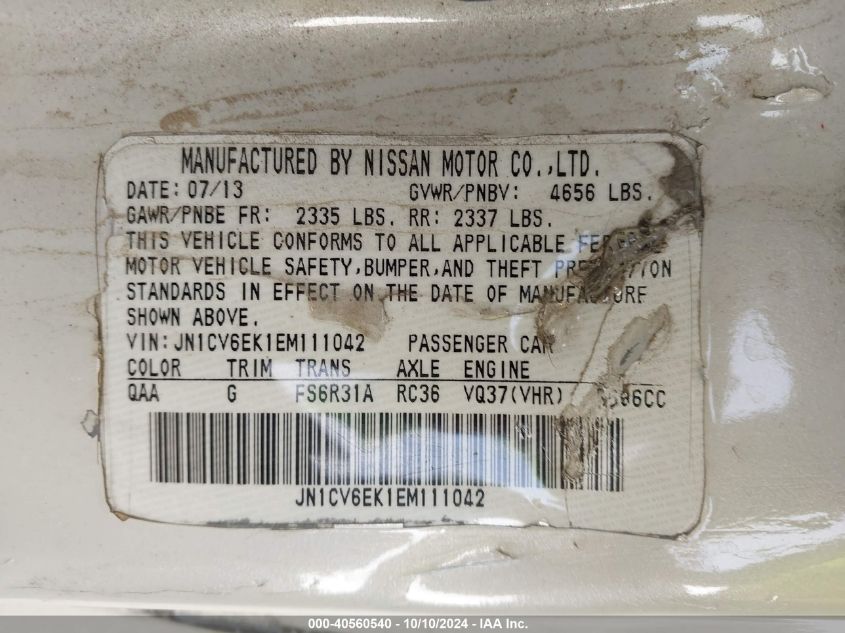 MANUFACTURED BY NISSAN MOTOR CO.,LTD.
DATE: 07/13 GVWR/PNBV: 4656 LBS.
GAWR/PNBE FR: 2335 LBS. RR: 2337 LBS.
THIS VEHICLE CONFORMS TO ALL APPLICABLE
MOTOR VEHICLE SAFETY,BUMPER,AND THEFT
STANDARDS IN EFFECT ON THE DATE OF MANUFACTURE
SHOWN ABOVE.
VIN:JN1CV6EK1EM111042 PASSENGER CAR
COLOR TRIM TRANS AXLE ENGINE
QAA G FS6R31A RC36 VQ37(VHR)
JN1CV6EK1EM111042
000-40560540 - 10/10/2024 - IAA Inc.